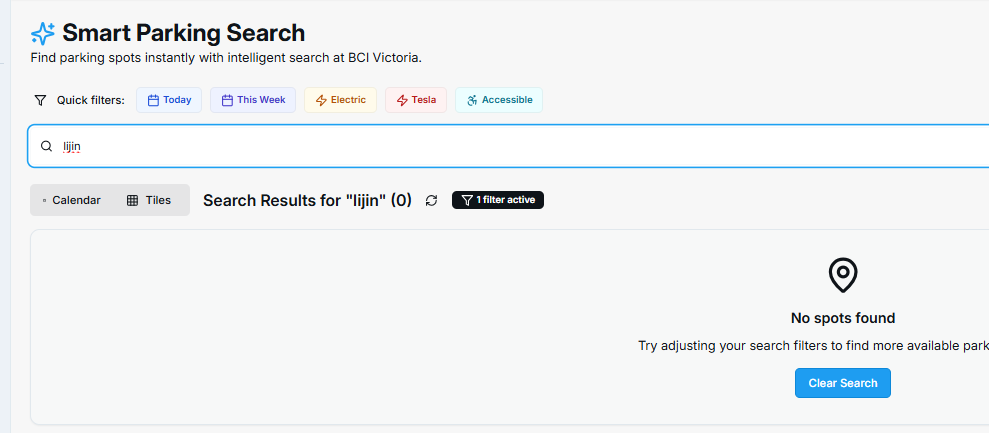 Smart Parking Search
Find parking spots instantly with intelligent search at BCI Victoria.
Quick filters: Today This Week Electric Tesla Accessible
lijin
Calendar Tiles Search Results for "lijin" (0) 1 filter active
No spots found
Try adjusting your search filters to find more available park
Clear Search